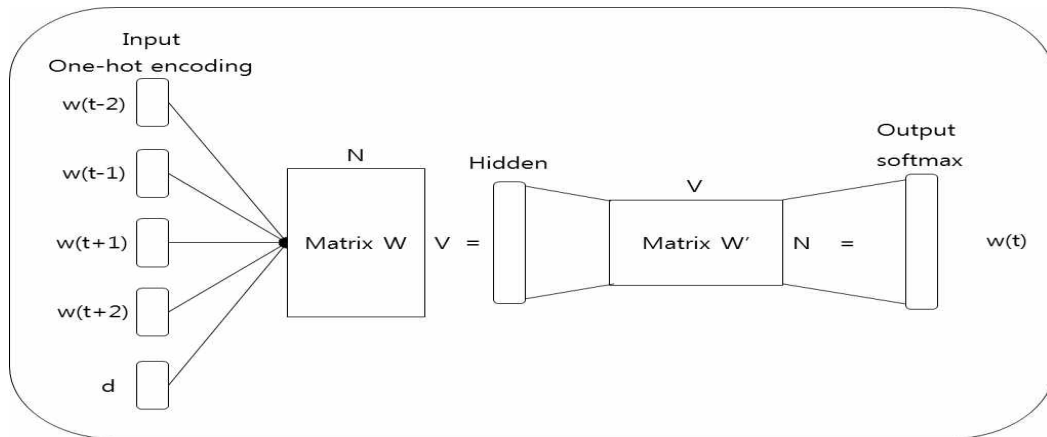 Input
One-hot encoding
w(t-2)
w(t-1)
w(t+1)
w(t+2)
d
N
Matrix W
V =
Hidden
V
Matrix W’
N =
Output
softmax
w(t)